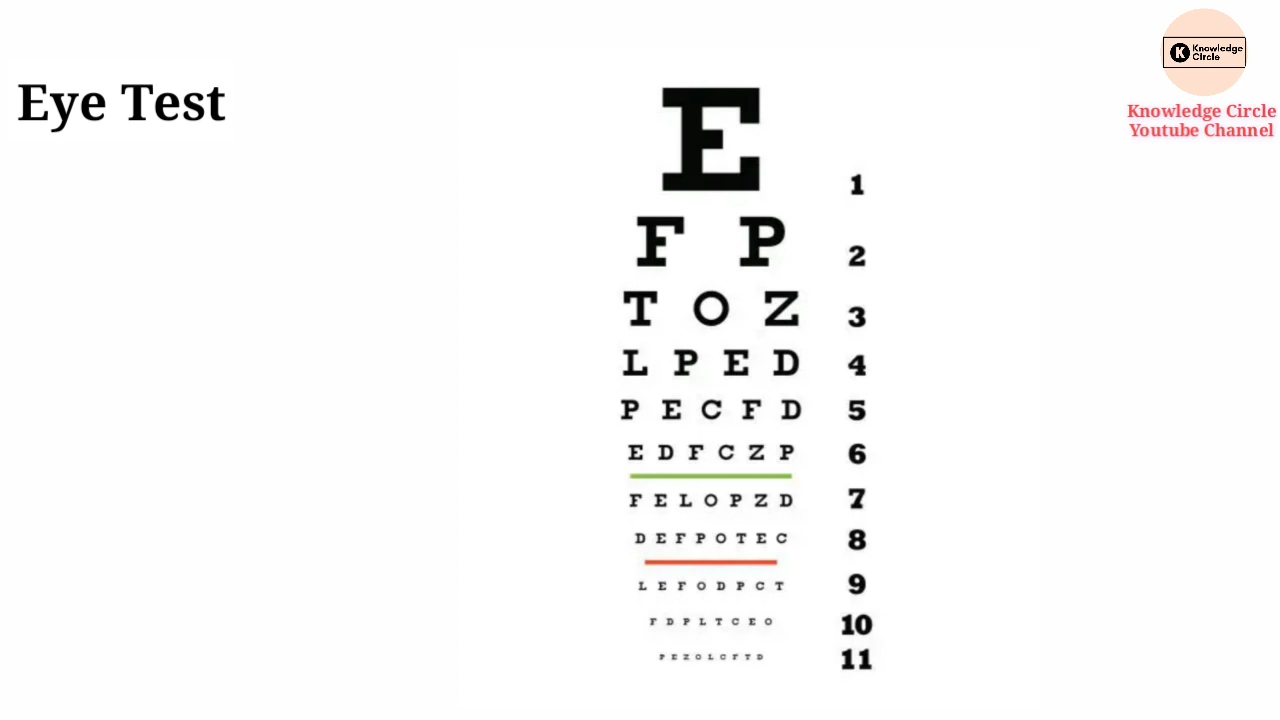 Eye Test
Knowledge
Circle
Knowledge Circle
Youtube Channel
E 1
F P 2
T O Z 3
L P E D 4
P E C F D 5
E D F C Z P 6
F E L O P Z D 7
D E F P O T E C 8
L E F O D P C T 9
F D P L T C E O 10
P E Z O L C F T D 11